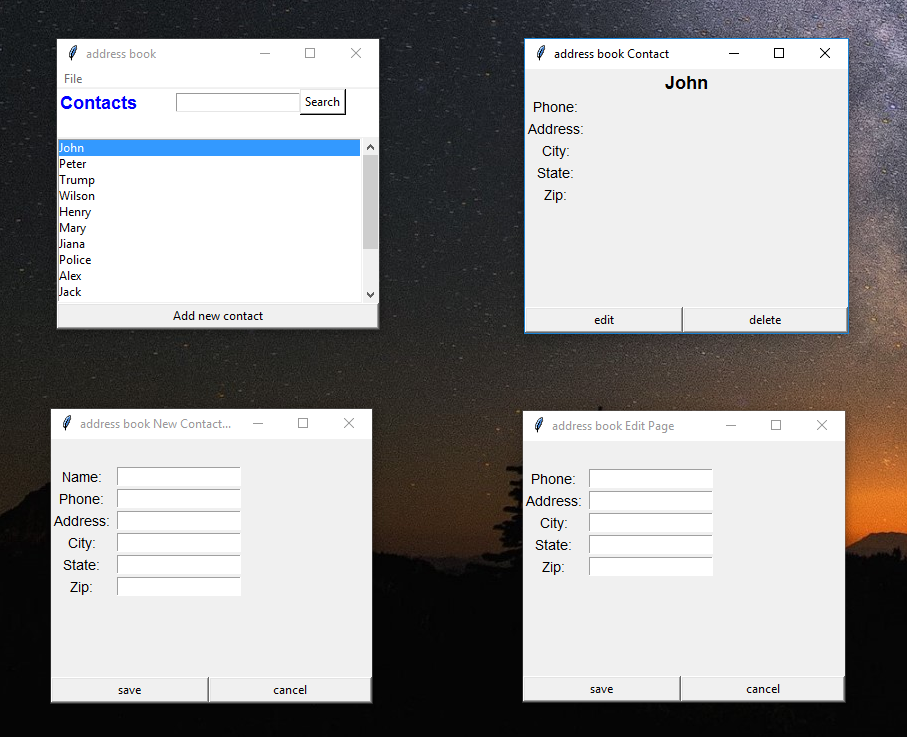 address book
File
Contacts
Search
John
Peter
Trump
Wilson
Henry
Mary
Jiana
Police
Alex
Jack
Add new contact
address book Contact
John
Phone:
Address:
City:
State:
Zip:
edit delete
address book New Contact...
Name:
Phone:
Address:
City:
State:
Zip:
save cancel
address book Edit Page
Phone:
Address:
City:
State:
Zip:
save cancel